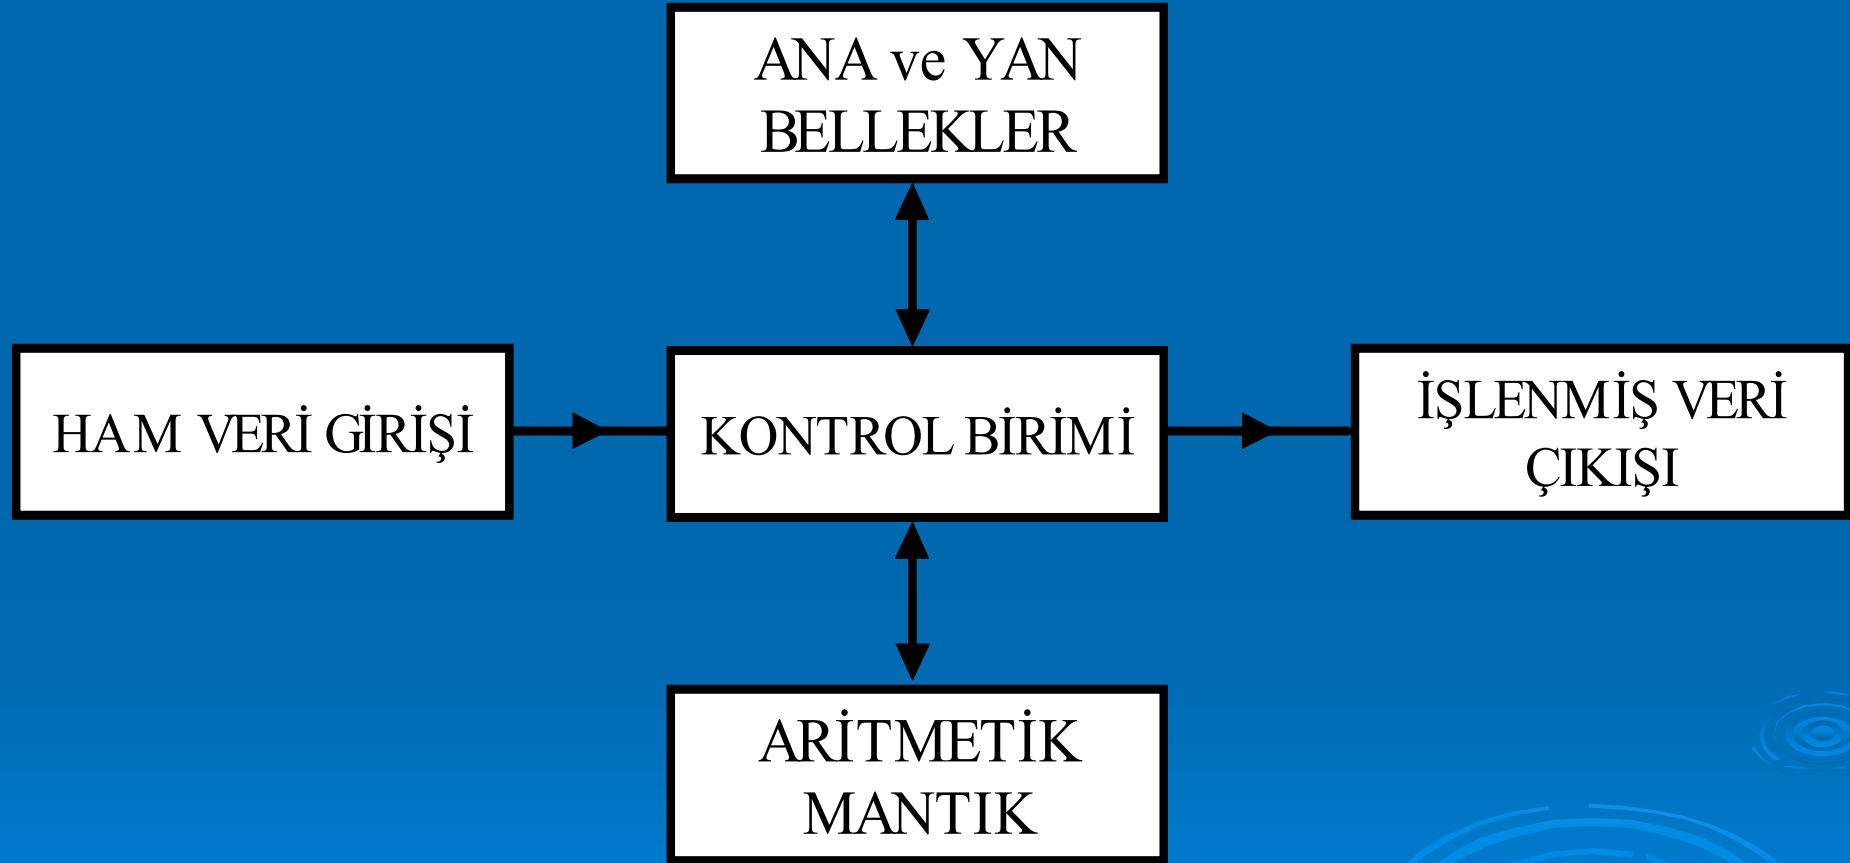 ANA ve YAN
BELLEKLER
HAM VERİ GİRİŞİ
KONTROL BİRİMİ
İŞLENMİŞ VERİ
ÇIKIŞI
ARİTMETİK
MANTIK